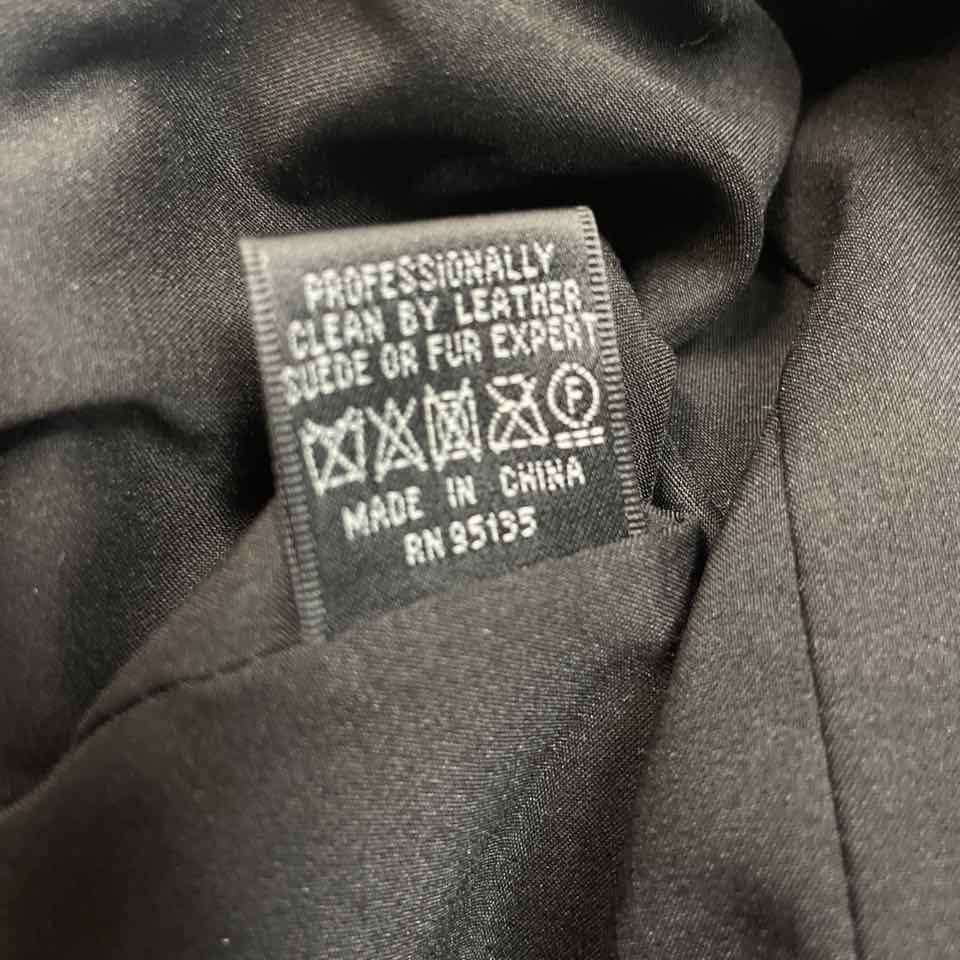 PROFESSIONALLY
CLEAN BY LEATHER
SUEDE OR FUR EXPERT
F
MADE IN CHINA
RN 95135